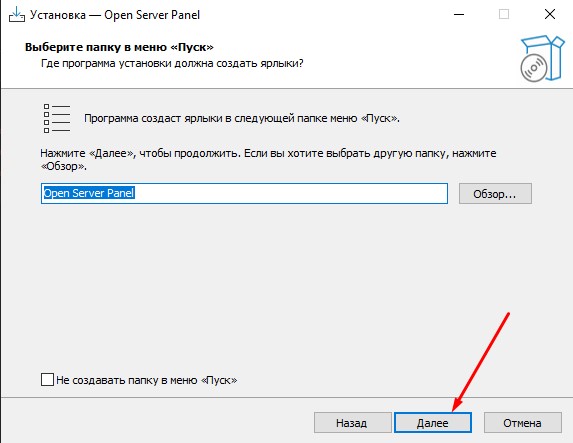 Установка — Open Server Panel
Выберите папку в меню «Пуск»
Где программа установки должна создать ярлыки?
Программа создаст ярлыки в следующей папке меню «Пуск».
Нажмите «Далее», чтобы продолжить. Если вы хотите выбрать другую папку, нажмите
«Обзор».
Open Server Panel
Обзор...
Не создавать папку в меню «Пуск»
Назад
Далее
Отмена